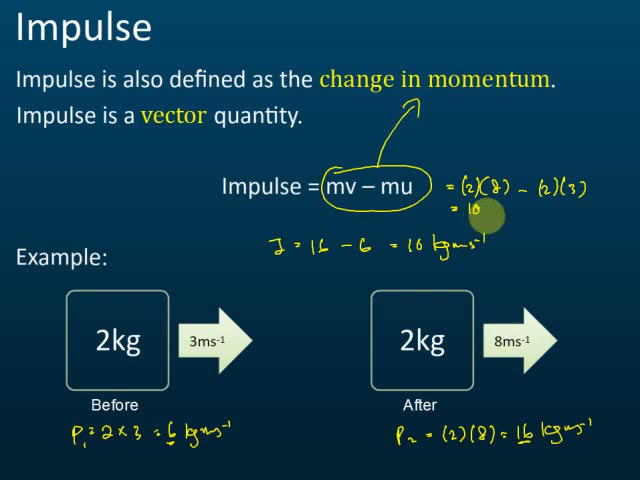 Impulse
Impulse is also defined as the change in momentum.
Impulse is a vector quantity.
Impulse = mv – mu = (2)(8) – (2)(3)
= 10
J = 16 – 6 = 10 kgms⁻¹
Example:
2kg 3ms⁻¹ 2kg 8ms⁻¹
Before After
P₁ = 2 × 3 = 6 kgms⁻¹ P₂ = (2)(8) = 16 kgms⁻¹